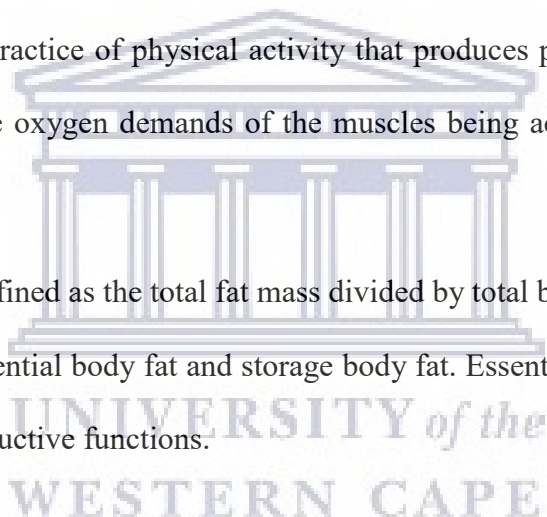 ractice of physical activity that produces p
e oxygen demands of the muscles being ac
fined as the total fat mass divided by total b
ential body fat and storage body fat. Essent
UNIVERSITY of the
uctive functions.
WESTERN CAPE